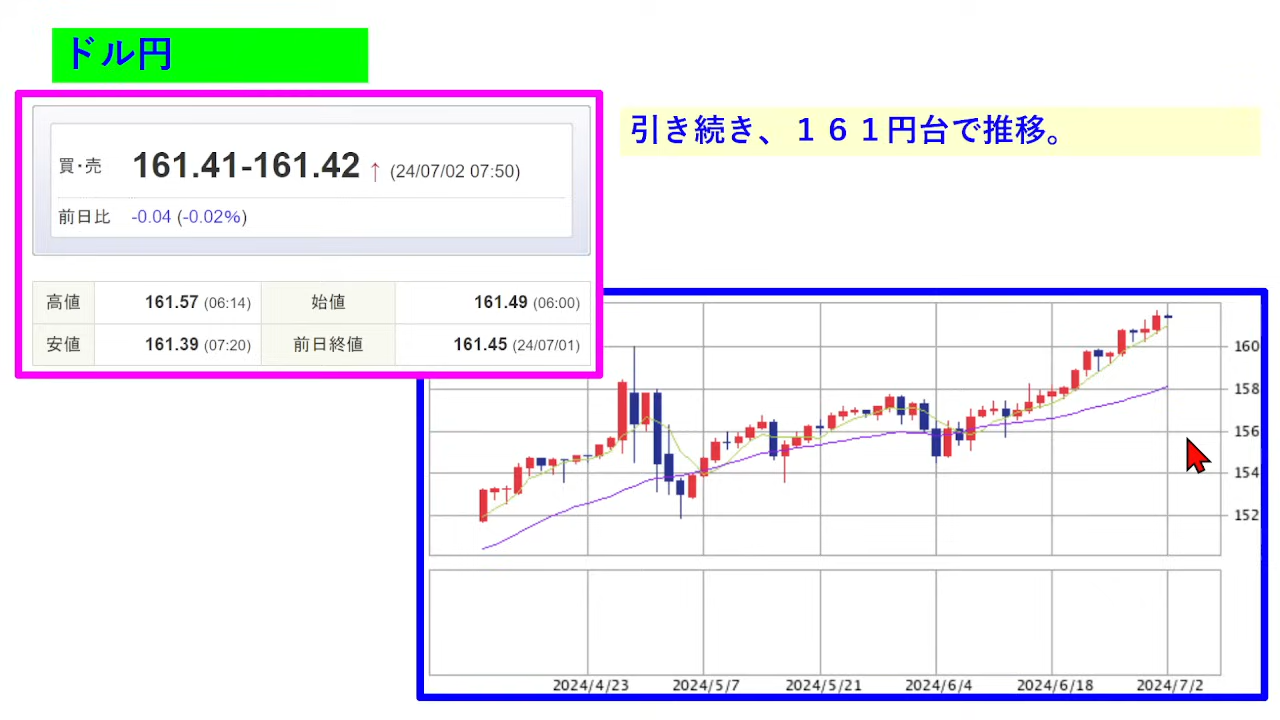 ドル円
引き続き、１６１円台で推移。
買・売 161.41-161.42 ↑ (24/07/02 07:50)
前日比 -0.04 (-0.02%)
高値 161.57 (06:14) 始値 161.49 (06:00)
安値 161.39 (07:20) 前日終値 161.45 (24/07/01)
160
158
156
154
152
2024/4/23 2024/5/7 2024/5/21 2024/6/4 2024/6/18 2024/7/2